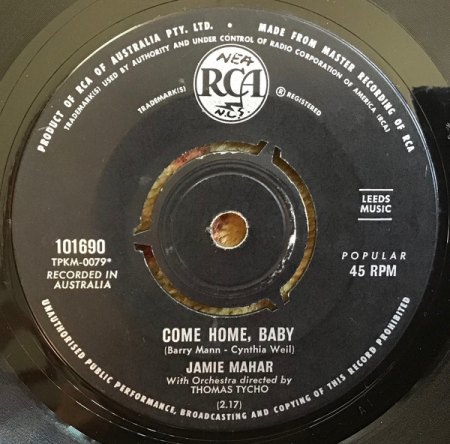 PRODUCT OF RCA OF AUSTRALIA PTY. LTD. • MADE FROM MASTER RECORDING OF RCA
TRADEMARK(S) USED BY AUTHORITY AND UNDER CONTROL OF RADIO CORPORATION OF AMERICA (RCA)
RCA
TRADEMARK(S) ® REGISTERED
LEEDS
MUSIC
101690
TPKM-0079*
RECORDED IN
AUSTRALIA
POPULAR
45 RPM
COME HOME, BABY
(Barry Mann - Cynthia Weil)
JAMIE MAHAR
With Orchestra directed by
THOMAS TYCHO
(2.17)
UNAUTHORISED PUBLIC PERFORMANCE, BROADCASTING AND COPYING OF THIS RECORD PROHIBITED